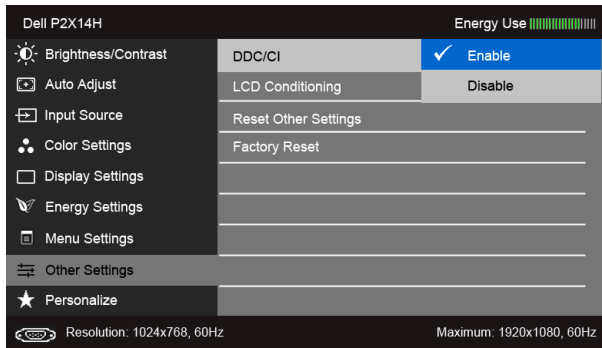 Dell P2X14H Energy Use
Brightness/Contrast DDC/CI Enable
Auto Adjust LCD Conditioning Disable
Input Source Reset Other Settings
Color Settings Factory Reset
Display Settings
Energy Settings
Menu Settings
Other Settings
Personalize
Resolution: 1024x768, 60Hz Maximum: 1920x1080, 60Hz